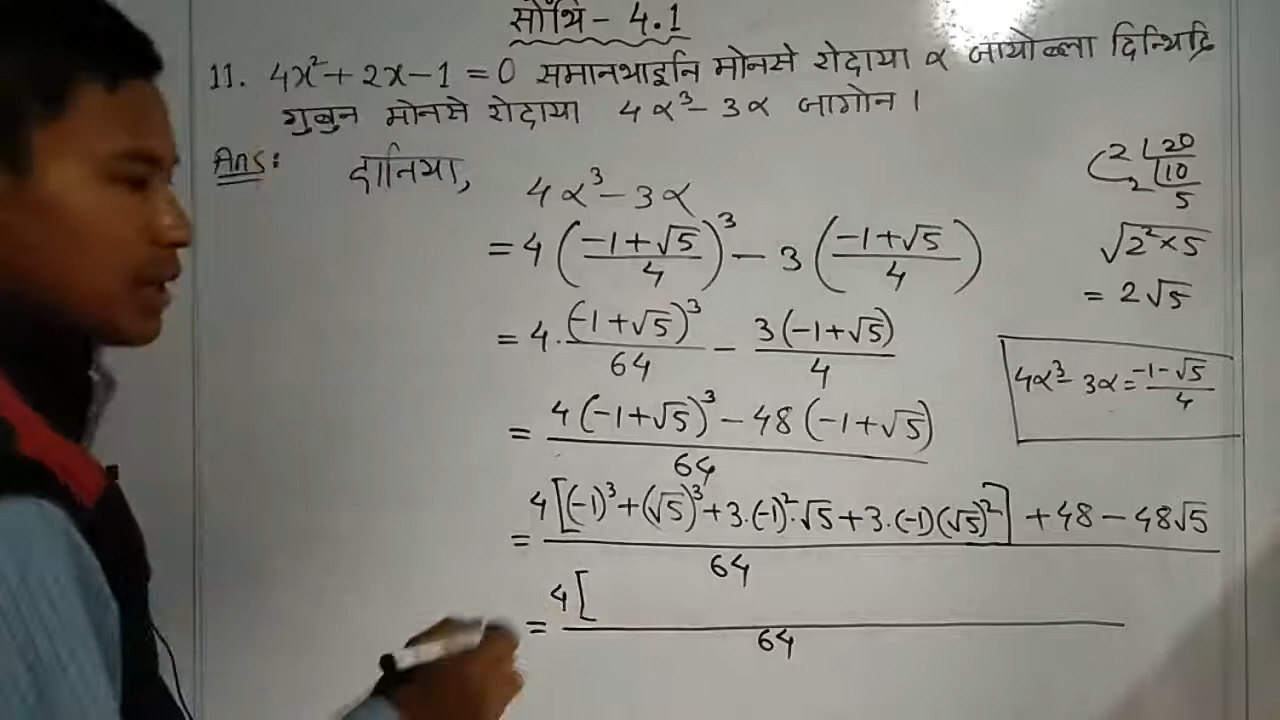 सोँथि - 4.1
11. 4x² + 2x - 1 = 0 समानथाइनि मोनसे रोदाया α जायोब्ला दिन्थिद्रि
गुबुन मोनसे रोदाया 4α³ - 3α जागोन ।
Ans: दानिया,
4α³ - 3α
= 4 ((-1+√5)/4)³ - 3 ((-1+√5)/4)
= 4 · (-1+√5)³/64 - 3(-1+√5)/4
= (4(-1+√5)³ - 48(-1+√5))/64
= (4[(-1)³ + (√5)³ + 3·(-1)²·√5 + 3·(-1)(√5)²] + 48 - 48√5)/64
= 4[ /64
2 | 20
2 | 10
5
√(2²×5)
= 2√5
4α³ - 3α = (-1-√5)/4